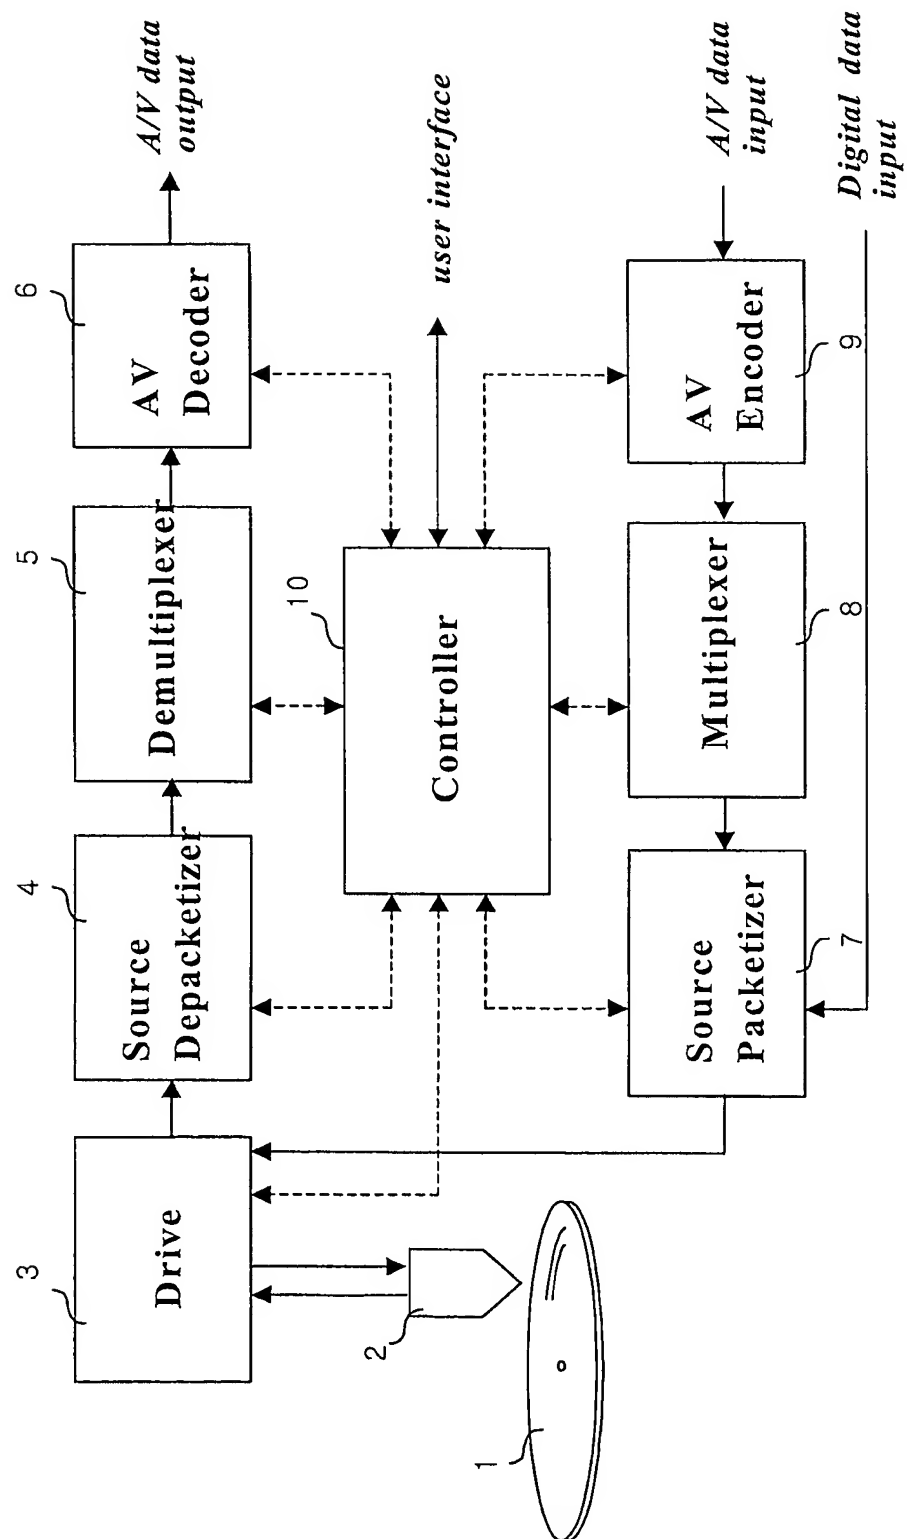 3
Drive
4
Source
Depacketizer
5
Demultiplexer
6
AV
Decoder
A/V data
output
2
1
10
Controller
user interface
Source
Packetizer
7
Multiplexer
8
AV
Encoder
9
A/V data
input
Digital data
input